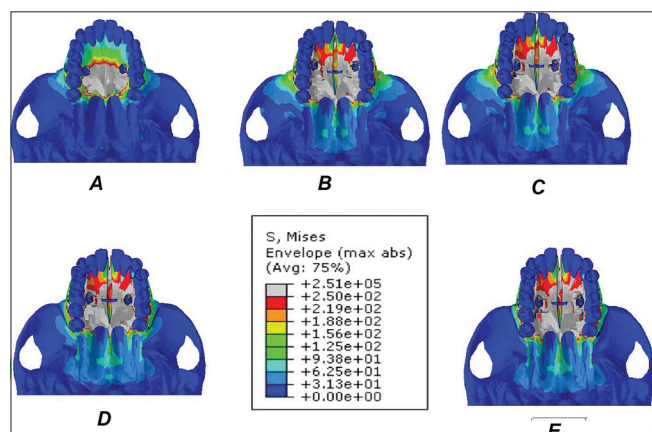 A
B
C
S, Mises
Envelope (max abs)
(Avg: 75%)
+2.51e+05
+2.50e+02
+2.19e+02
+1.88e+02
+1.56e+02
+1.25e+02
+9.38e+01
+6.25e+01
+3.13e+01
+0.00e+00
D
E